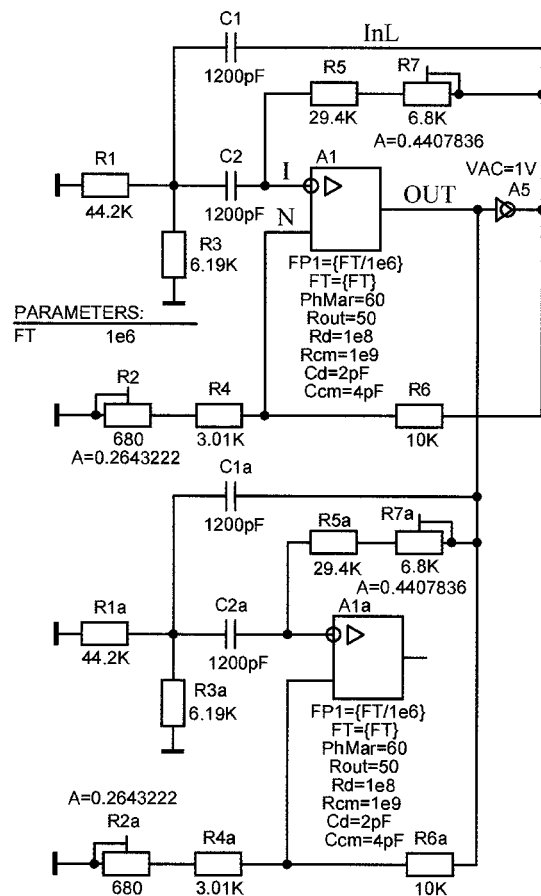 C1
InL
1200pF
R5
R7
29.4K
6.8K
A=0.4407836
R1
C2
I
A1
VAC=1V
A5
44.2K
1200pF
OUT
N
R3
6.19K
FP1={FT/1e6}
FT={FT}
PhMar=60
Rout=50
Rd=1e8
Rcm=1e9
Cd=2pF
Ccm=4pF
PARAMETERS:
FT 1e6
R2
R4
R6
680
3.01K
10K
A=0.2643222
C1a
1200pF
R5a
R7a
29.4K
6.8K
A=0.4407836
R1a
C2a
A1a
44.2K
1200pF
R3a
6.19K
FP1={FT/1e6}
FT={FT}
PhMar=60
Rout=50
Rd=1e8
Rcm=1e9
Cd=2pF
Ccm=4pF
A=0.2643222
R2a
R4a
R6a
680
3.01K
10K